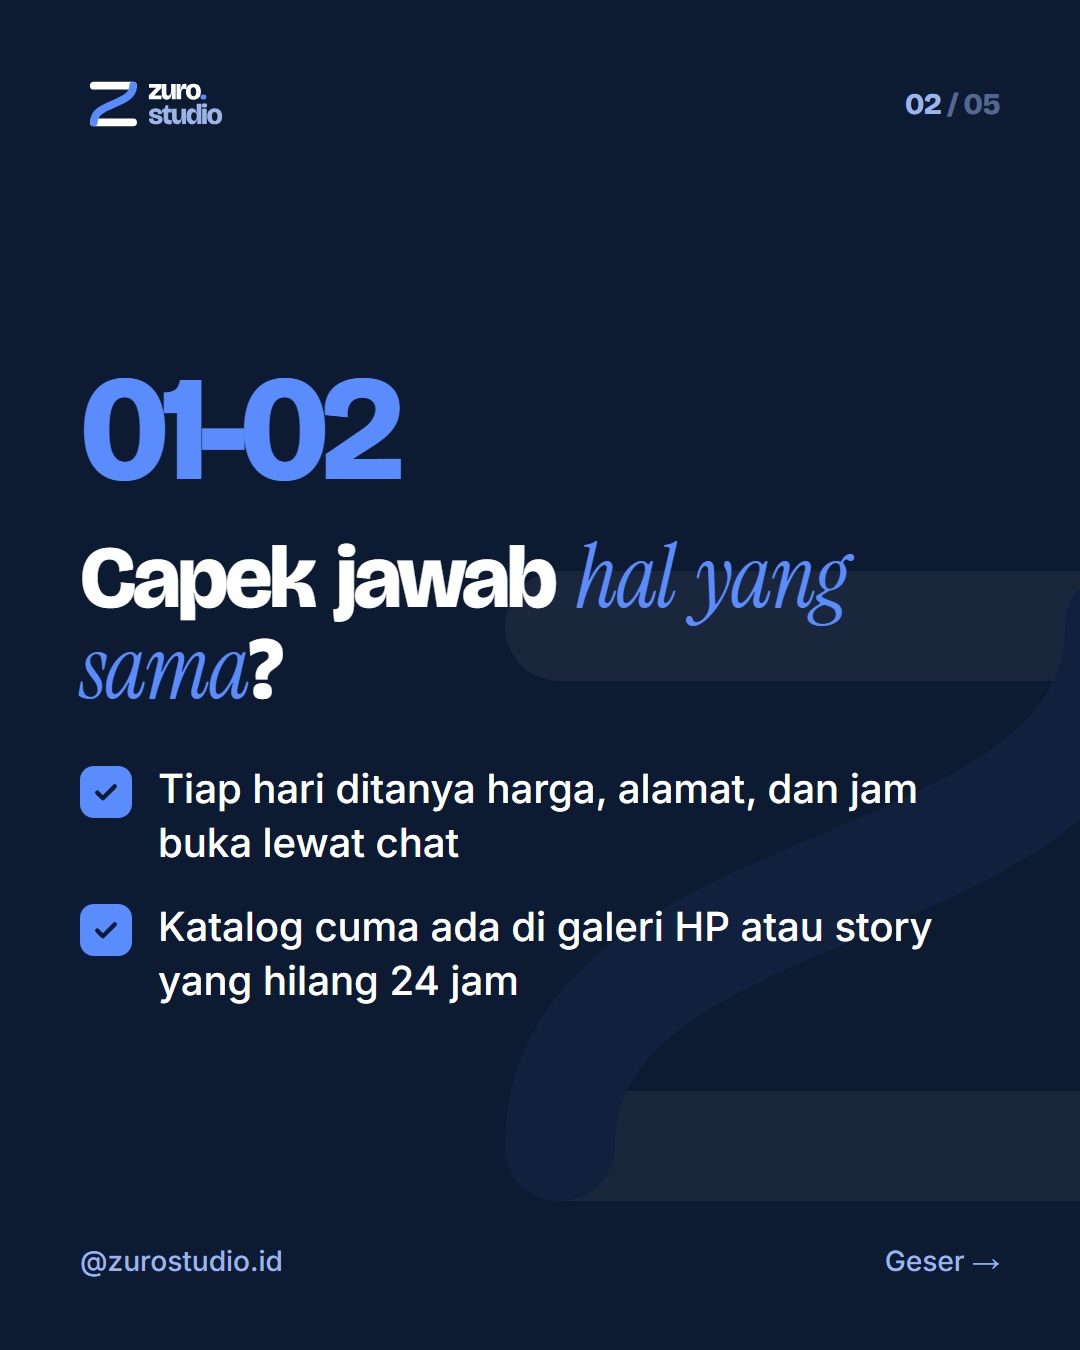 zuro.
studio
02 / 05
01-02
Capek jawab hal yang
sama?
Tiap hari ditanya harga, alamat, dan jam
buka lewat chat
Katalog cuma ada di galeri HP atau story
yang hilang 24 jam
@zurostudio.id
Geser →